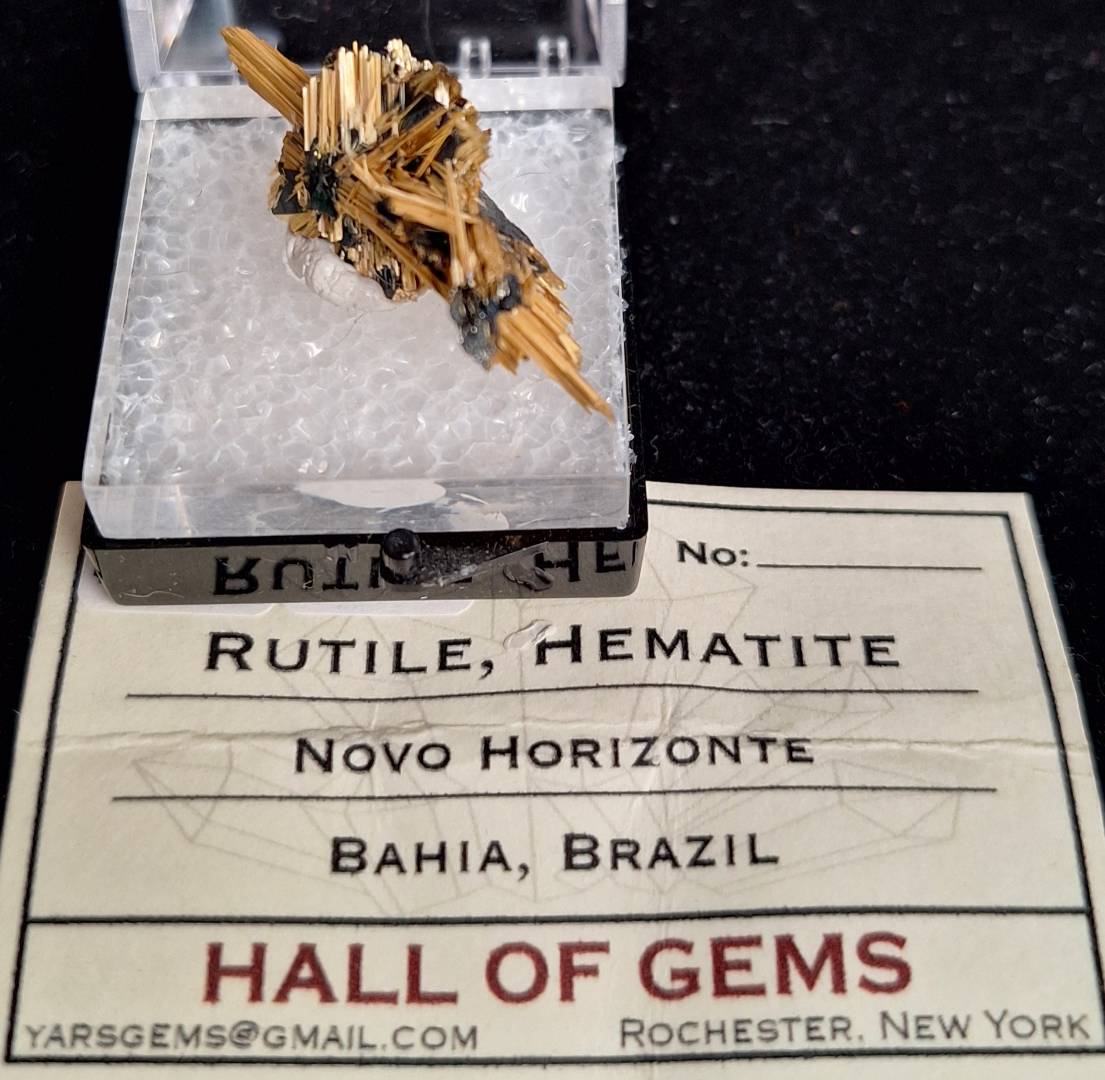 No:
RUTILE, HEMATITE
NOVO HORIZONTE
BAHIA, BRAZIL
HALL OF GEMS
YARSGEMS@GMAIL.COM ROCHESTER, NEW YORK